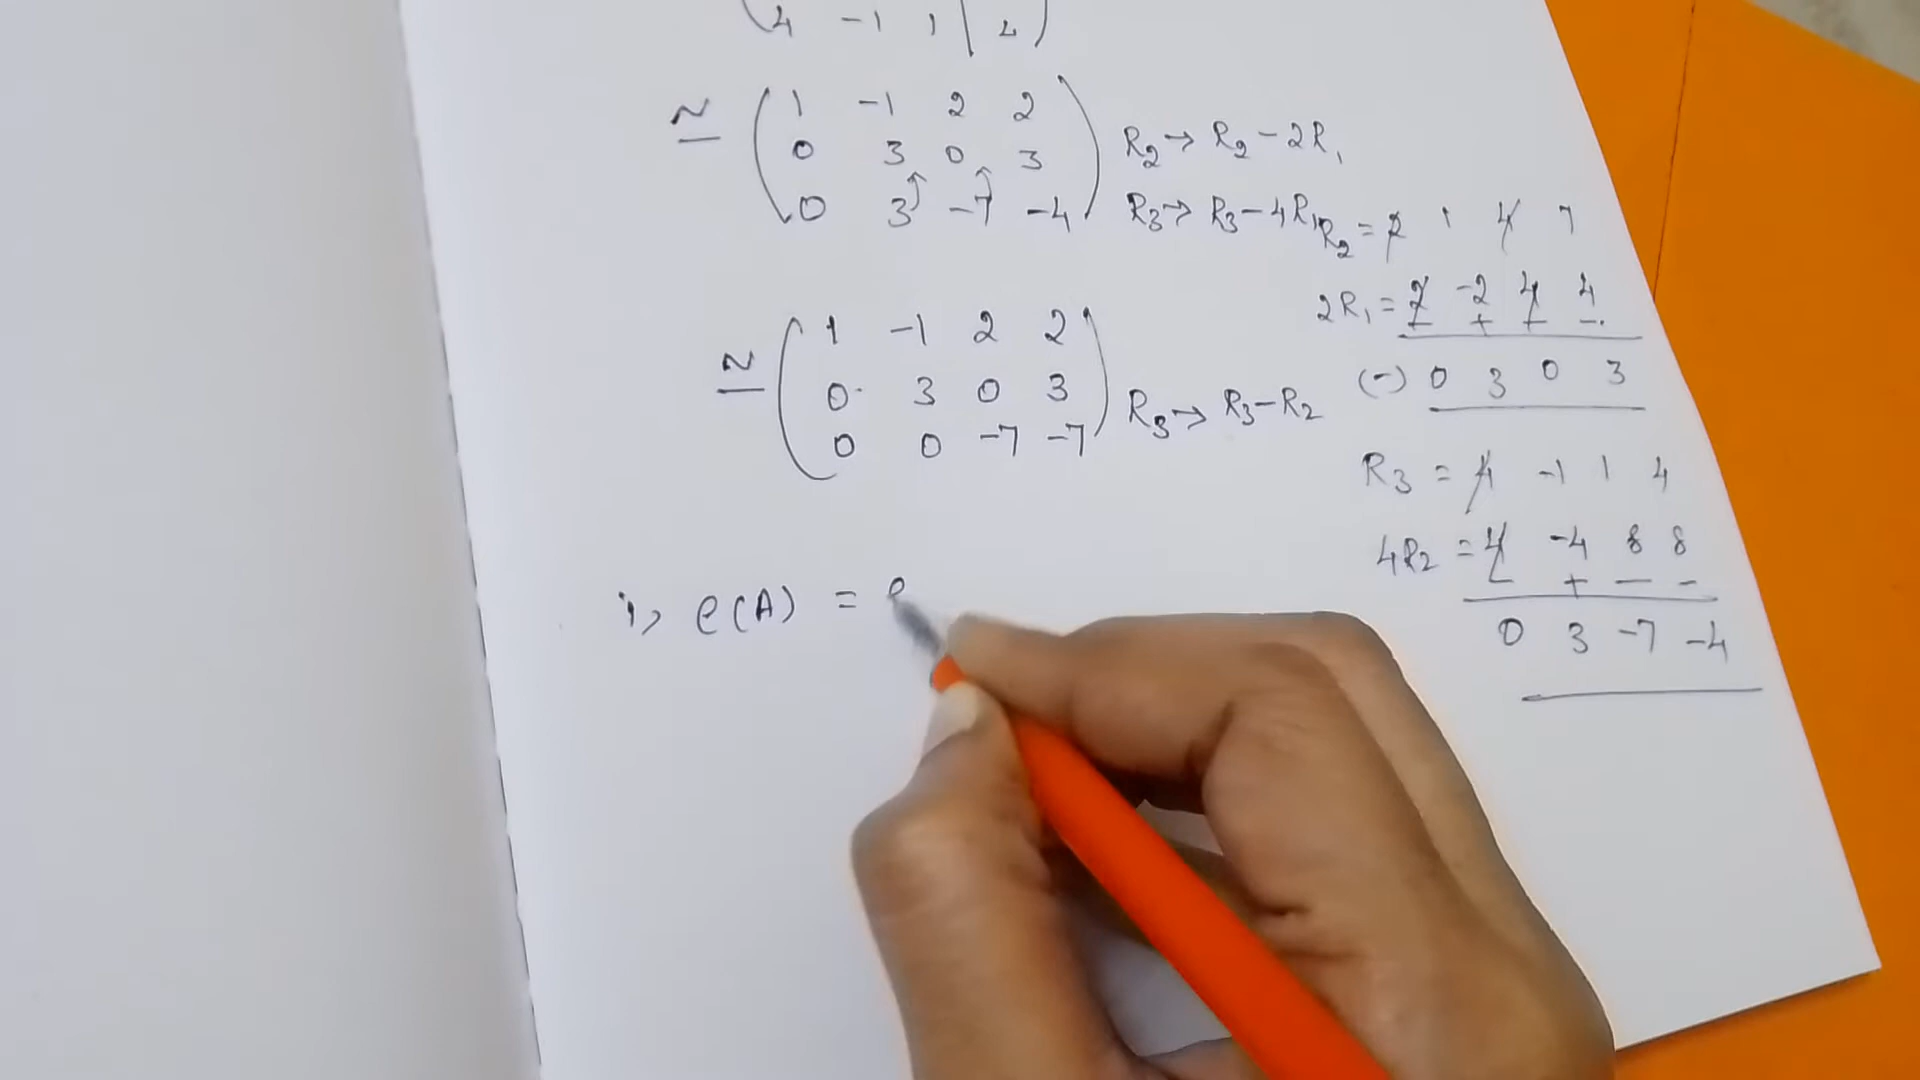 4 -1 1 | 4
≃ ( 1 -1 2 2
0 3 0 3
0 3 -7 -4 )
R₂ → R₂ - 2R₁
R₃ → R₃ - 4R₁
R₂ = 2 1 4 7
2R₁ = 2 -2 4 4
- + - -
(-) 0 3 0 3
≃ ( 1 -1 2 2
0 3 0 3
0 0 -7 -7 )
R₃ → R₃ - R₂
R₃ = 4 -1 1 4
4R₂ = 4 -4 8 8
- + - -
0 3 -7 -4
i, ρ(A) = ρ